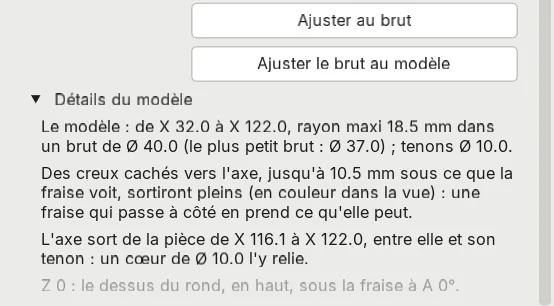 Ajuster au brut
Ajuster le brut au modèle
▼ Détails du modèle
Le modèle : de X 32.0 à X 122.0, rayon maxi 18.5 mm dans
un brut de Ø 40.0 (le plus petit brut : Ø 37.0) ; tenons Ø 10.0.
Des creux cachés vers l'axe, jusqu'à 10.5 mm sous ce que la
fraise voit, sortiront pleins (en couleur dans la vue) : une
fraise qui passe à côté en prend ce qu'elle peut.
L'axe sort de la pièce de X 116.1 à X 122.0, entre elle et son
tenon : un cœur de Ø 10.0 l'y relie.
Z 0 : le dessus du rond, en haut, sous la fraise à A 0°.